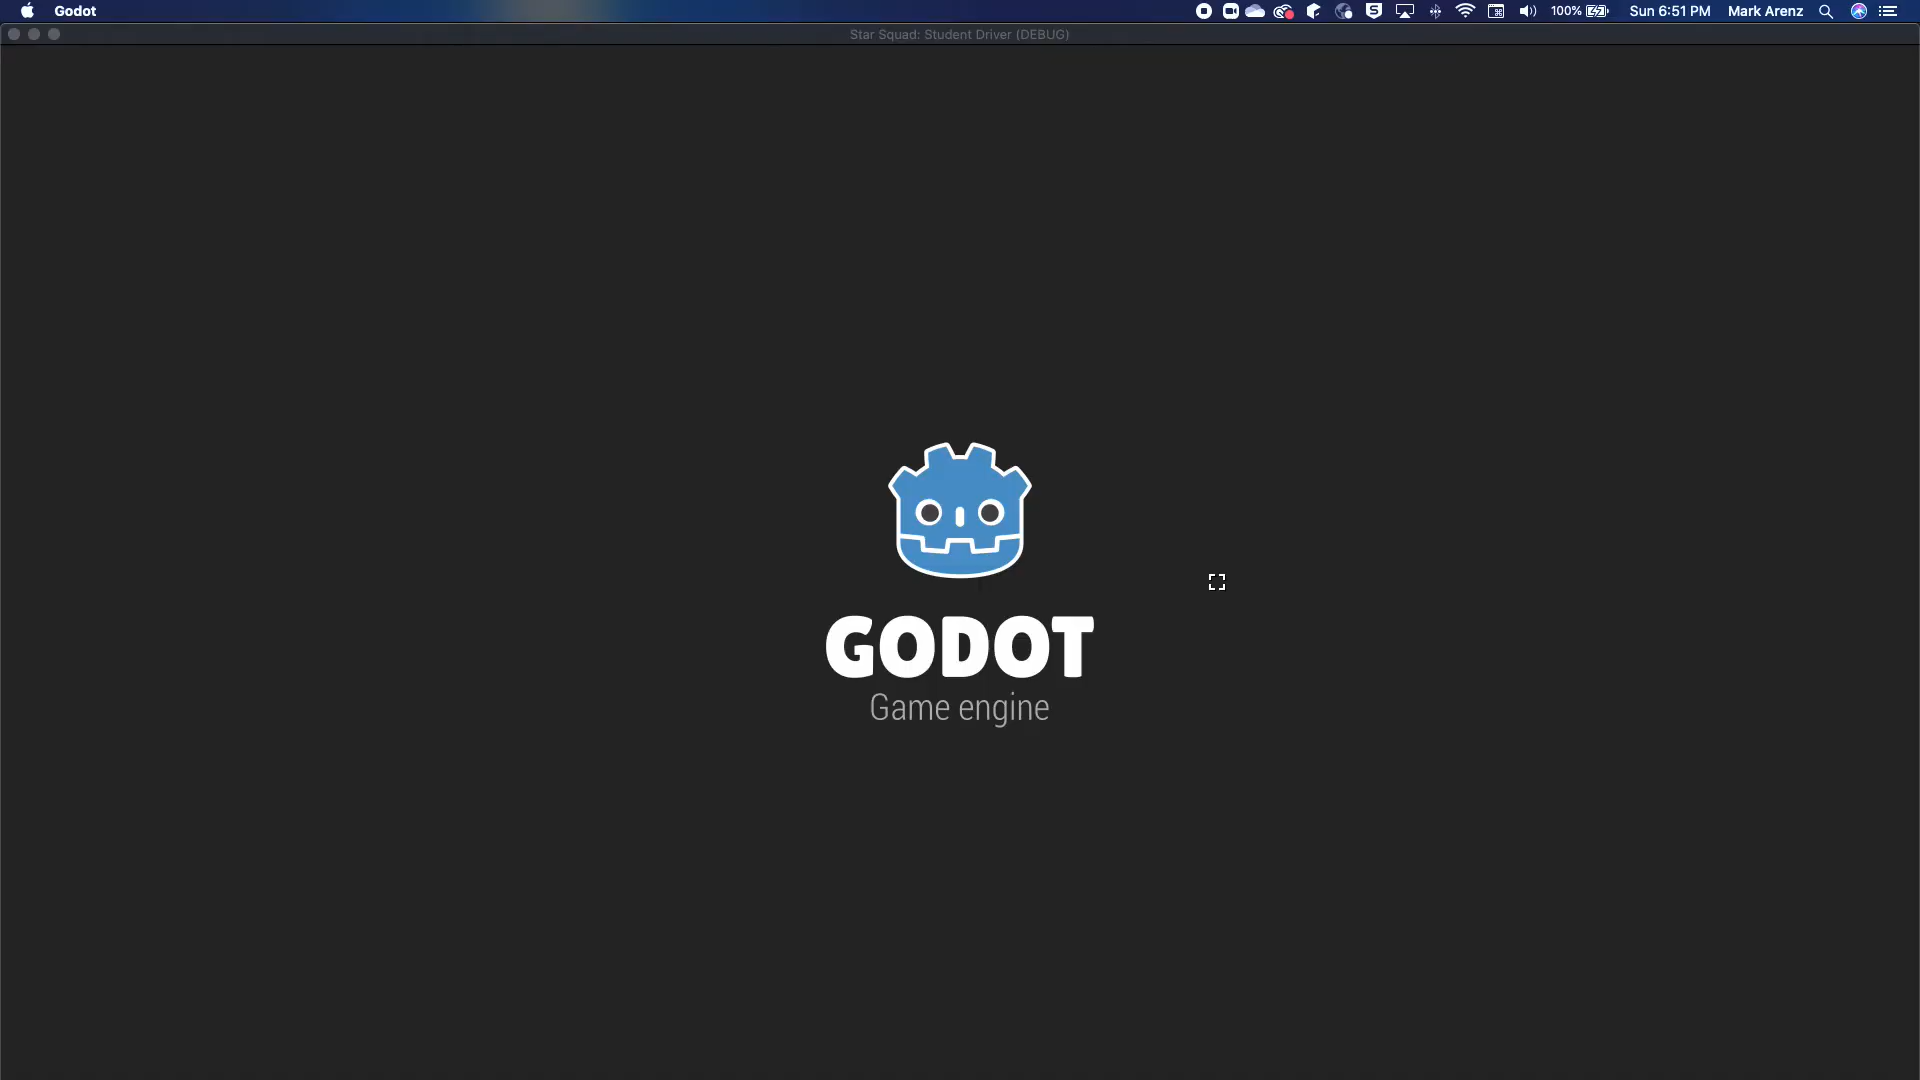 Godot
100%
Sun 6:51 PM
Mark Arenz
Star Squad: Student Driver (DEBUG)
GODOT
Game engine